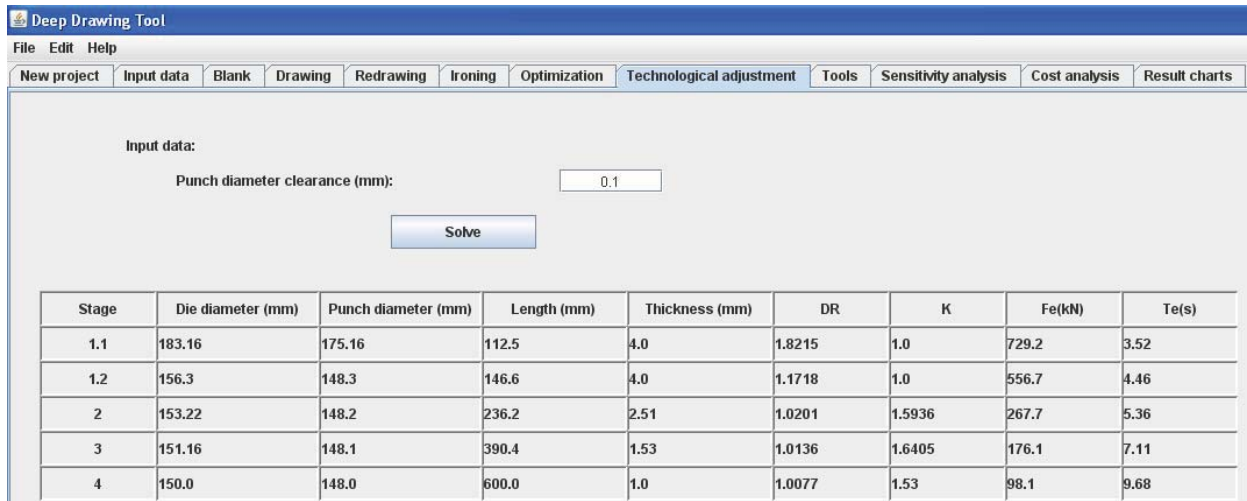 Deep Drawing Tool
File Edit Help
New project Input data Blank Drawing Redrawing Ironing Optimization Technological adjustment Tools Sensitivity analysis Cost analysis Result charts
Input data:
Punch diameter clearance (mm): 0.1
Solve
Stage Die diameter (mm) Punch diameter (mm) Length (mm) Thickness (mm) DR K Fe(kN) Te(s)
1.1 183.16 175.16 112.5 4.0 1.8215 1.0 729.2 3.52
1.2 156.3 148.3 146.6 4.0 1.1718 1.0 556.7 4.46
2 153.22 148.2 236.2 2.51 1.0201 1.5936 267.7 5.36
3 151.16 148.1 390.4 1.53 1.0136 1.6405 176.1 7.11
4 150.0 148.0 600.0 1.0 1.0077 1.53 98.1 9.68